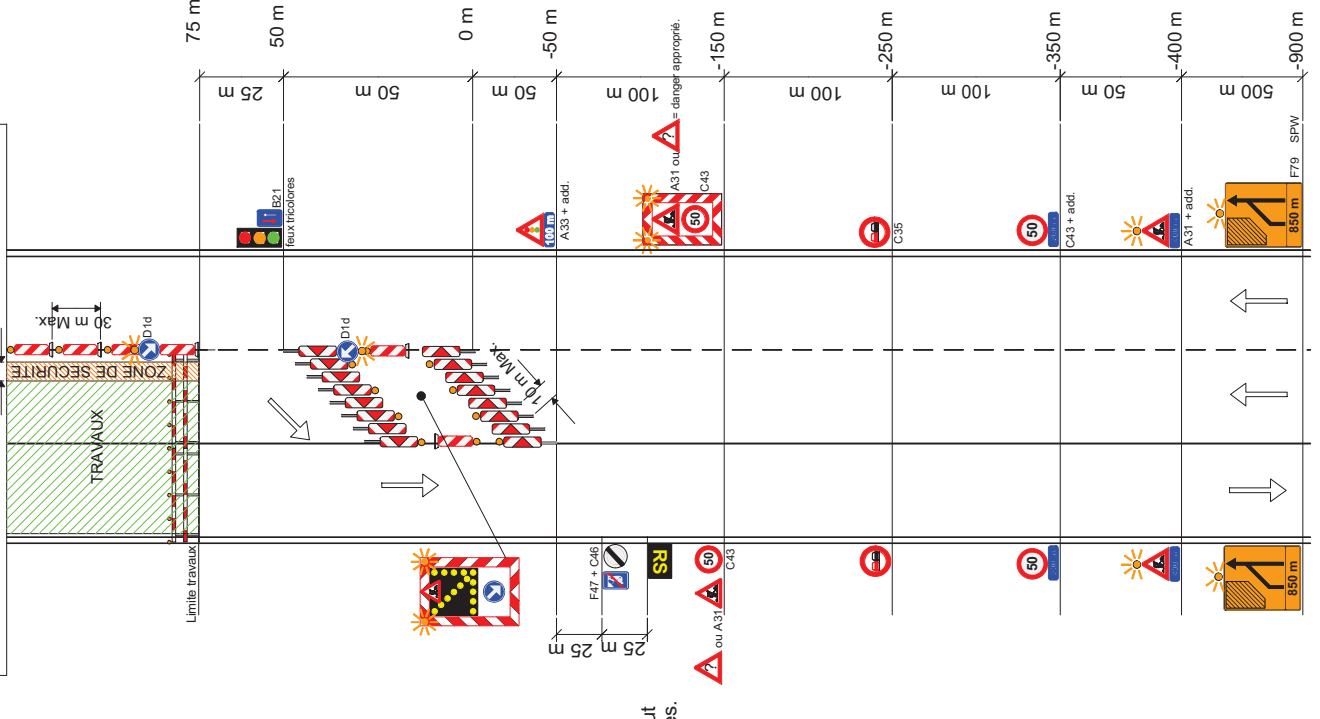 75 m
50 m
0 m
-50 m
-150 m
-250 m
-350 m
-400 m
-900 m
25 m
50 m
50 m
100 m
100 m
100 m
50 m
500 m
30 m Max.
D1d
ZONE DE SECURITE
TRAVAUX
Limite travaux
B21
feux tricolores
D1d
10 m Max.
100 m
A33 + add.
?
A31 ou
= danger approprié.
C43
50
C35
50
C43 + add.
A31 + add.
850 m
F79 SPW
F47 + C46
RS
25 m
25 m
50
C43
ou A31
?
50
850 m
ut
es.